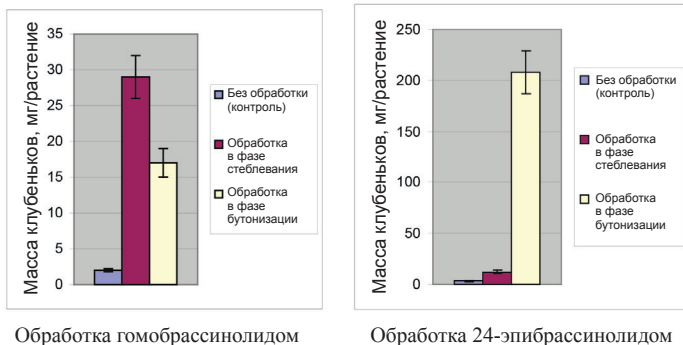 Масса клубеньков, мг/растение
35
30
25
20
15
10
5
0
Без обработки
(контроль)
Обработка
в фазе
стеблевания
Обработка
в фазе
бутонизации
Обработка гомобрассинолидом
Масса клубеньков, мг/растение
250
200
150
100
50
0
Без обработки
(контроль)
Обработка
в фазе
стеблевания
Обработка
в фазе
бутонизации
Обработка 24-эпибрассинолидом